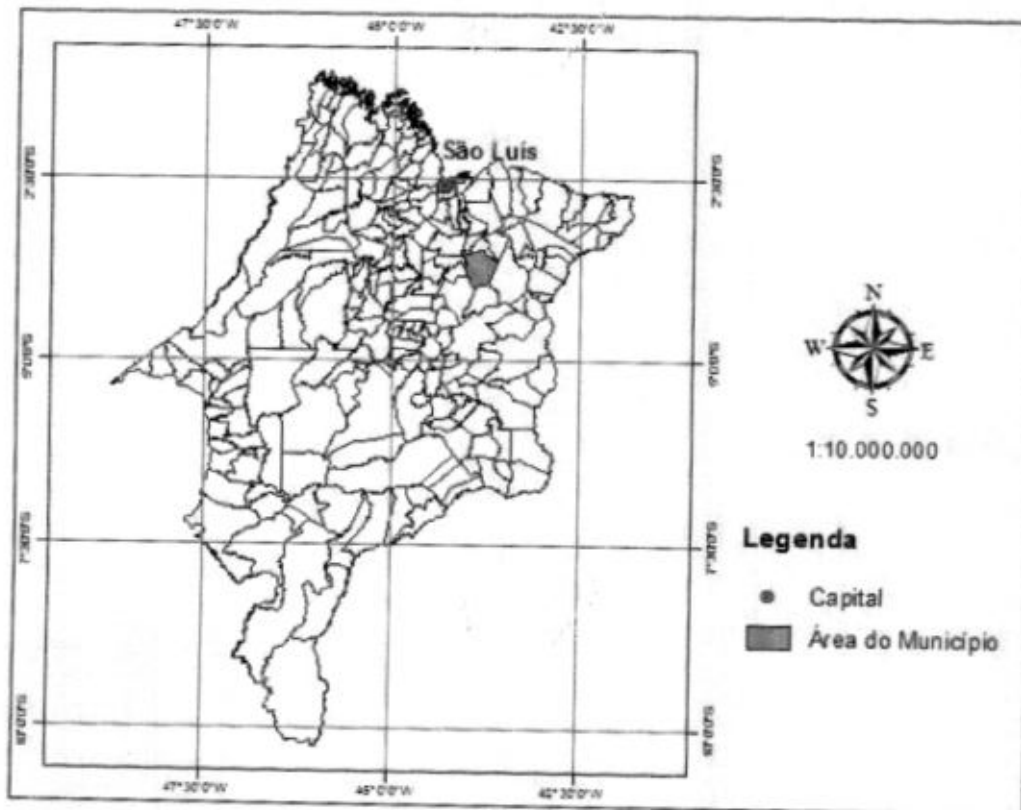 47°30'0"W 45°0'0"W 42°30'0"W
São Luís
2°30'0"S 2°30'0"S
N
W E
S
5°0'0"S 5°0'0"S
1:10.000.000
7°30'0"S 7°30'0"S
Legenda
Capital
Área do Município
10°0'0"S 10°0'0"S
47°30'0"W 45°0'0"W 42°30'0"W